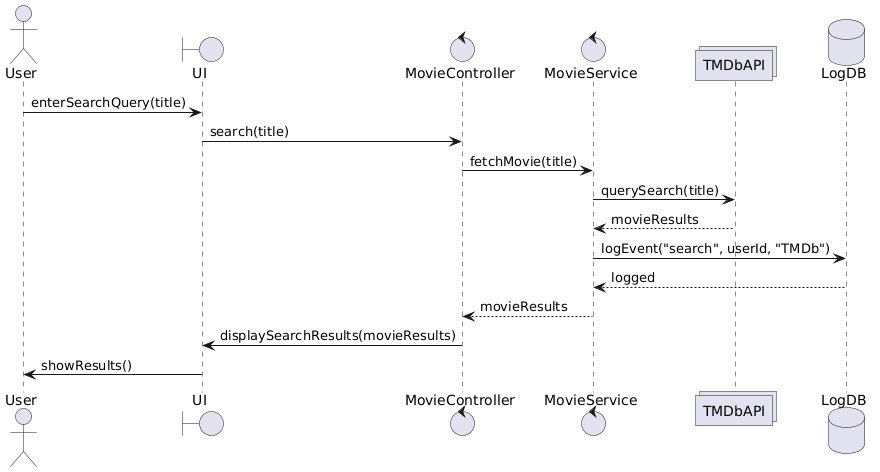 User
UI
MovieController
MovieService
TMDbAPI
LogDB
enterSearchQuery(title)
search(title)
fetchMovie(title)
querySearch(title)
movieResults
logEvent("search", userId, "TMDb")
logged
movieResults
displaySearchResults(movieResults)
showResults()
User
UI
MovieController
MovieService
TMDbAPI
LogDB